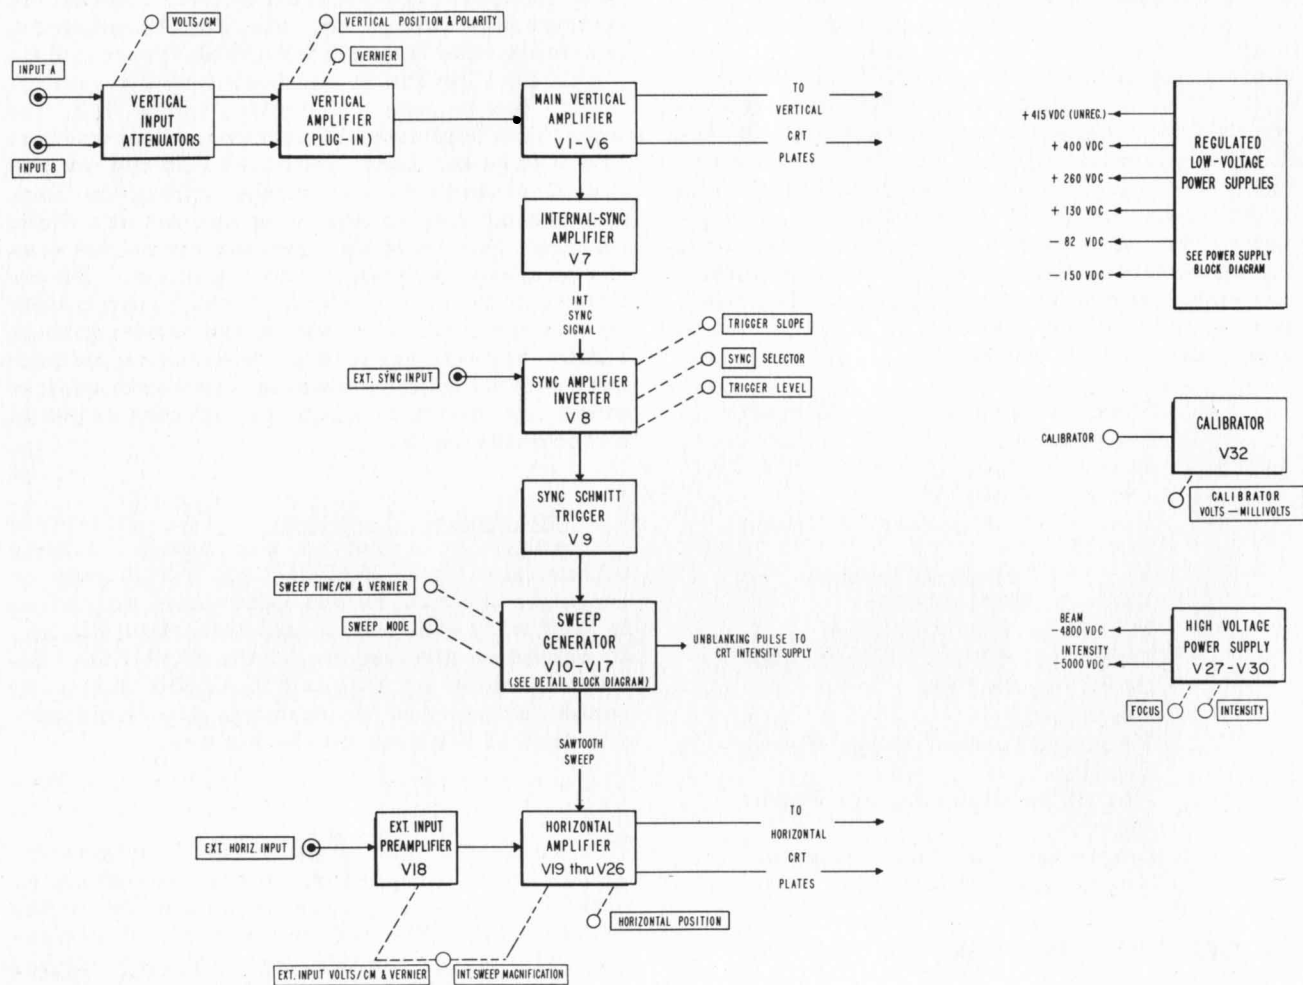 VOLTS/CM
VERTICAL POSITION & POLARITY
VERNIER
INPUT A
INPUT B
VERTICAL
INPUT
ATTENUATORS
VERTICAL
AMPLIFIER
(PLUG-IN)
MAIN VERTICAL
AMPLIFIER
V1-V6
TO
VERTICAL
CRT
PLATES
+415 VDC (UNREG.)
+ 400 VDC
+ 260 VDC
+ 130 VDC
- 82 VDC
-150 VDC
REGULATED
LOW-VOLTAGE
POWER SUPPLIES
SEE POWER SUPPLY
BLOCK DIAGRAM
INTERNAL-SYNC
AMPLIFIER
V7
INT
SYNC
SIGNAL
TRIGGER SLOPE
SYNC SELECTOR
TRIGGER LEVEL
EXT. SYNC INPUT
SYNC AMPLIFIER
INVERTER
V8
CALIBRATOR
CALIBRATOR
V32
CALIBRATOR
VOLTS-MILLIVOLTS
SYNC SCHMITT
TRIGGER
V9
SWEEP TIME/CM & VERNIER
SWEEP MODE
SWEEP
GENERATOR
V10-V17
(SEE DETAIL BLOCK DIAGRAM)
UNBLANKING PULSE TO
CRT INTENSITY SUPPLY
BEAM
-4800 VDC
INTENSITY
-5000 VDC
HIGH VOLTAGE
POWER SUPPLY
V27-V30
FOCUS
INTENSITY
SAWTOOTH
SWEEP
EXT. HORIZ. INPUT
EXT. INPUT
PREAMPLIFIER
V18
HORIZONTAL
AMPLIFIER
V19 thru V26
TO
HORIZONTAL
CRT
PLATES
HORIZONTAL POSITION
EXT. INPUT VOLTS/CM & VERNIER
INT SWEEP MAGNIFICATION